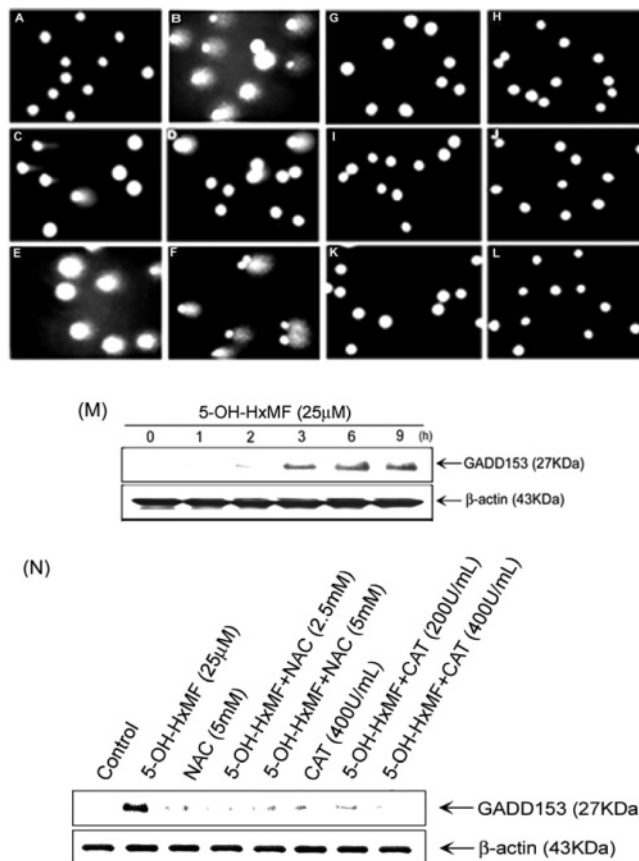 A B G H
C D I J
E F K L
(M)
5-OH-HxMF (25μM)
0 1 2 3 6 9 (h)
GADD153 (27KDa)
β-actin (43KDa)
(N)
Control
5-OH-HxMF (25μM)
NAC (5mM)
5-OH-HxMF+NAC (2.5mM)
5-OH-HxMF+NAC (5mM)
CAT (400U/mL)
5-OH-HxMF+CAT (200U/mL)
5-OH-HxMF+CAT (400U/mL)
GADD153 (27KDa
β-actin (43KDa)